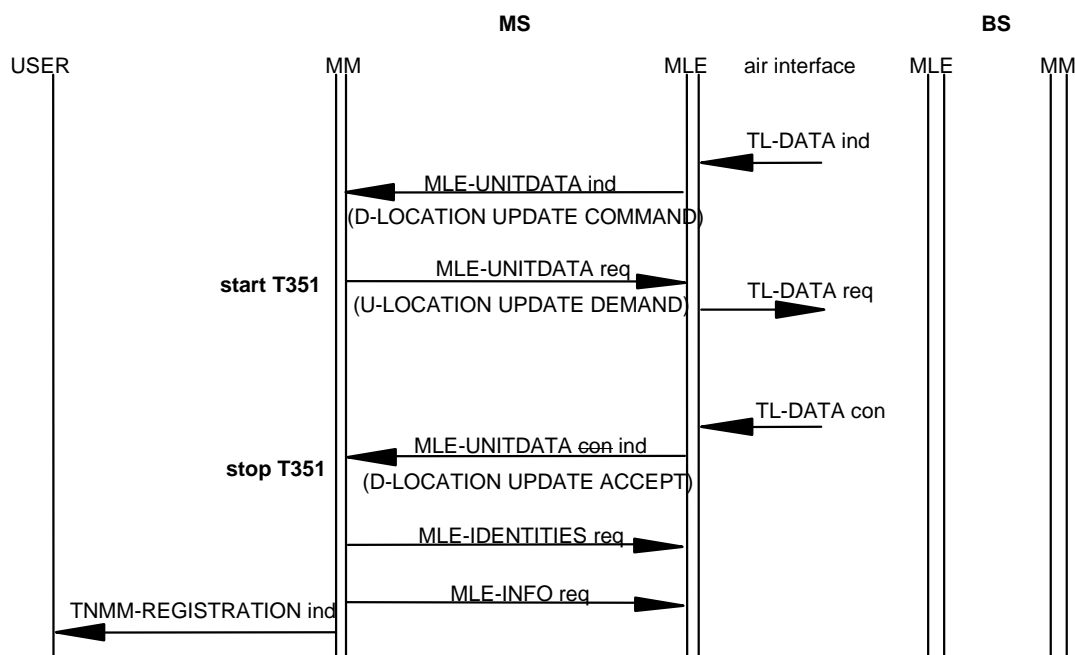 MS BS
USER MM MLE air interface MLE MM
TL-DATA ind
MLE-UNITDATA ind
(D-LOCATION UPDATE COMMAND)
MLE-UNITDATA req
start T351
TL-DATA req
(U-LOCATION UPDATE DEMAND)
TL-DATA con
MLE-UNITDATA con ind
stop T351
(D-LOCATION UPDATE ACCEPT)
MLE-IDENTITIES req
MLE-INFO req
TNMM-REGISTRATION ind